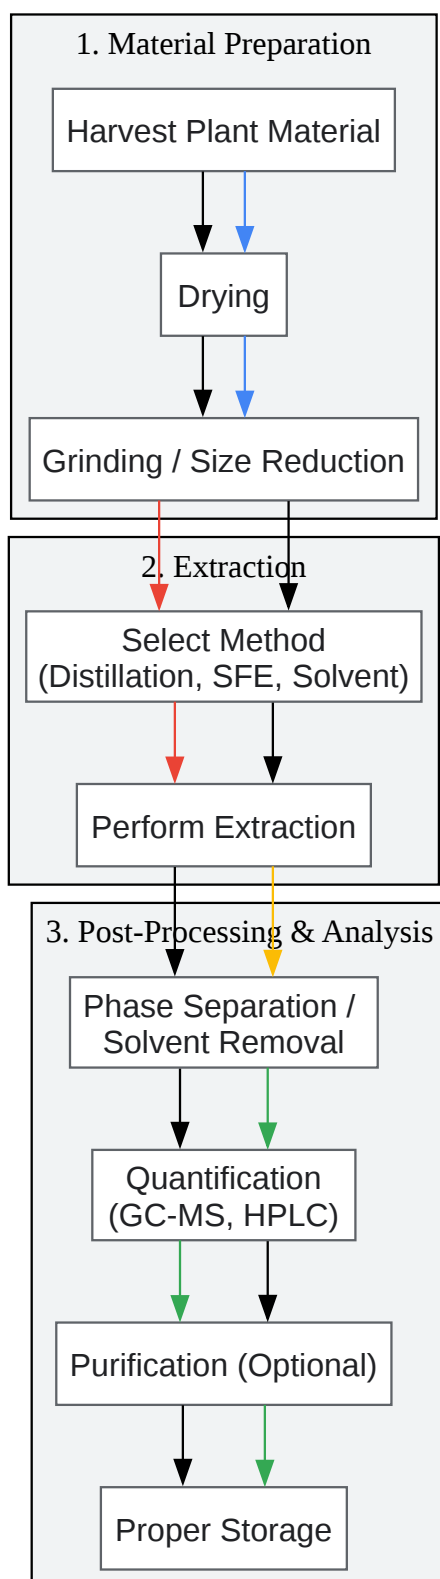 1. Material Preparation
Harvest Plant Material
Drying
Grinding / Size Reduction
2. Extraction
Select Method
(Distillation, SFE, Solvent)
Perform Extraction
3. Post-Processing & Analysis
Phase Separation /
Solvent Removal
Quantification
(GC-MS, HPLC)
Purification (Optional)
Proper Storage